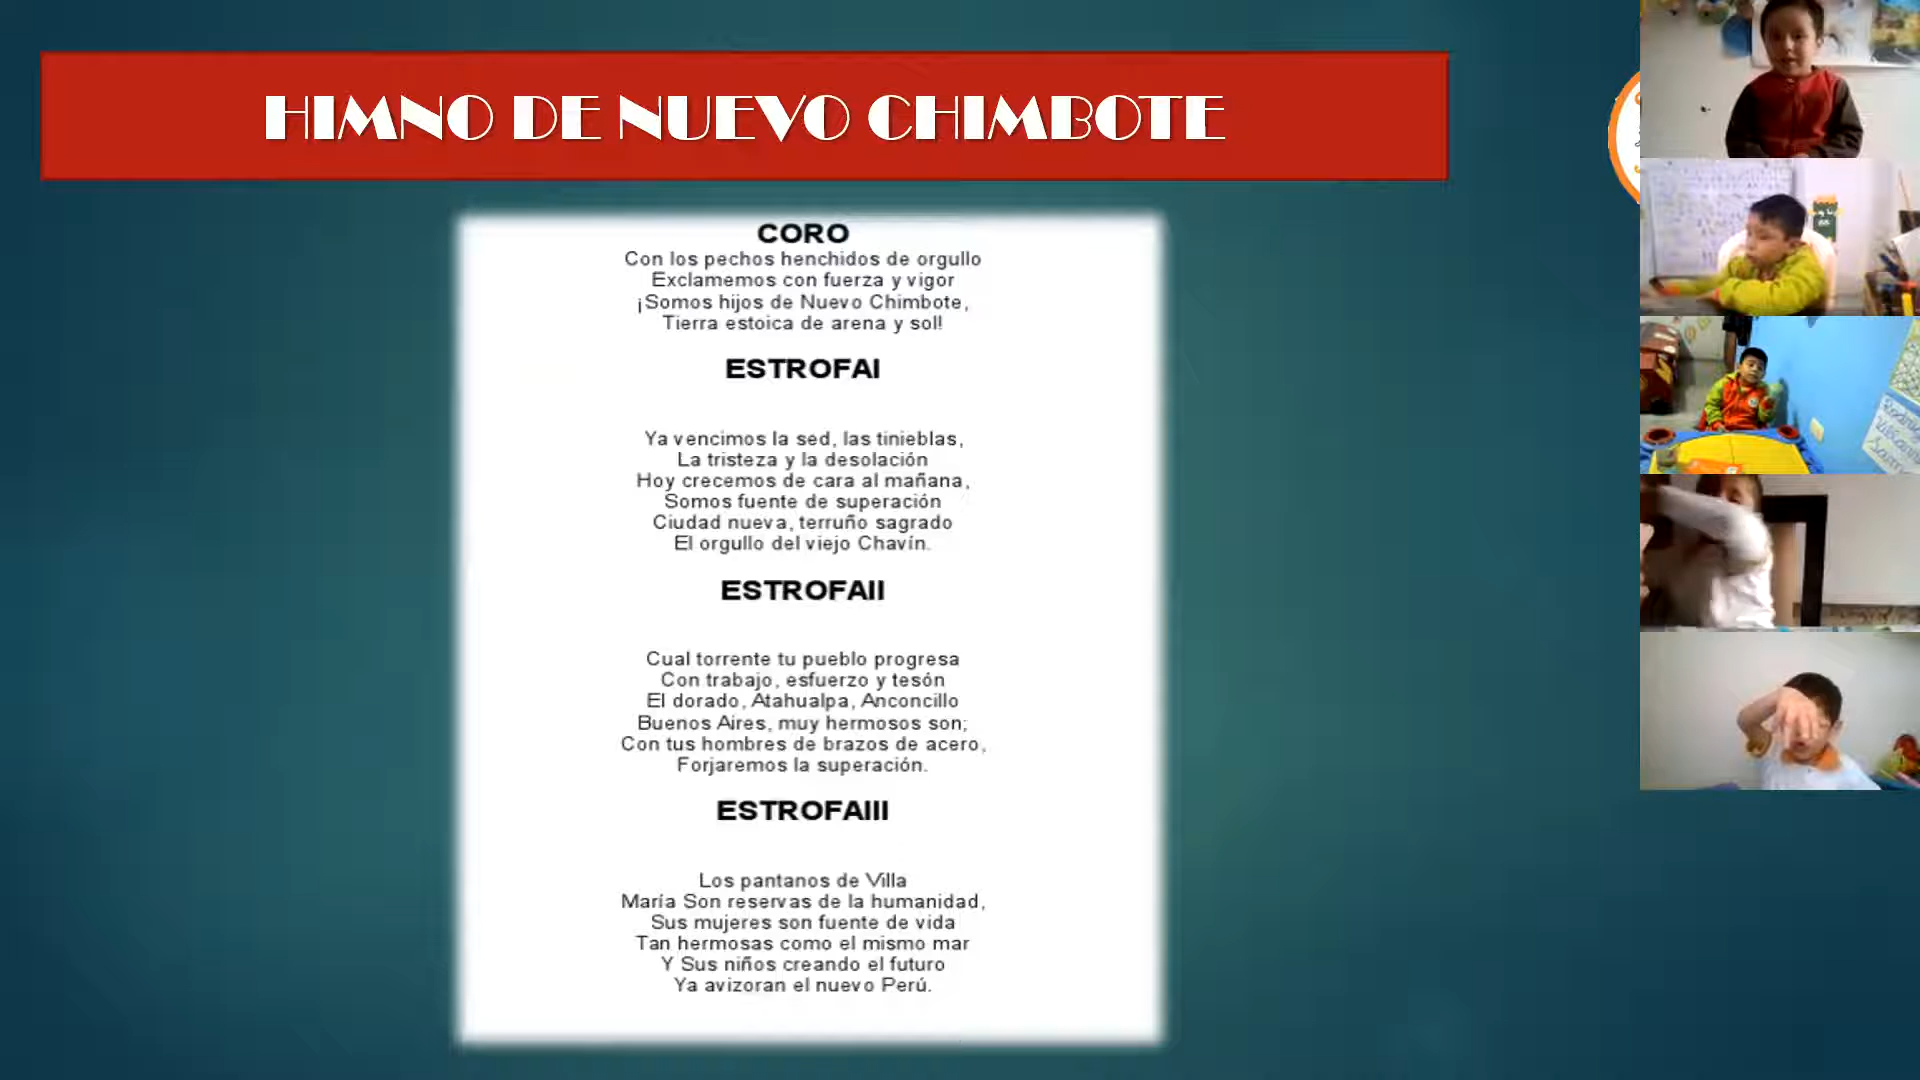 HIMNO DE NUEVO CHIMBOTE
CORO
Con los pechos henchidos de orgullo
Exclamemos con fuerza y vigor
¡Somos hijos de Nuevo Chimbote,
Tierra estoica de arena y sol!
ESTROFAI
Ya vencimos la sed, las tinieblas,
La tristeza y la desolación
Hoy crecemos de cara al mañana,
Somos fuente de superación
Ciudad nueva, terruño sagrado
El orgullo del viejo Chavín.
ESTROFAII
Cual torrente tu pueblo progresa
Con trabajo, esfuerzo y tesón
El dorado, Atahualpa, Anconcillo
Buenos Aires, muy hermosos son;
Con tus hombres de brazos de acero,
Forjaremos la superación.
ESTROFAIII
Los pantanos de Villa
María Son reservas de la humanidad,
Sus mujeres son fuente de vida
Tan hermosas como el mismo mar
Y Sus niños creando el futuro
Ya avizoran el nuevo Perú.